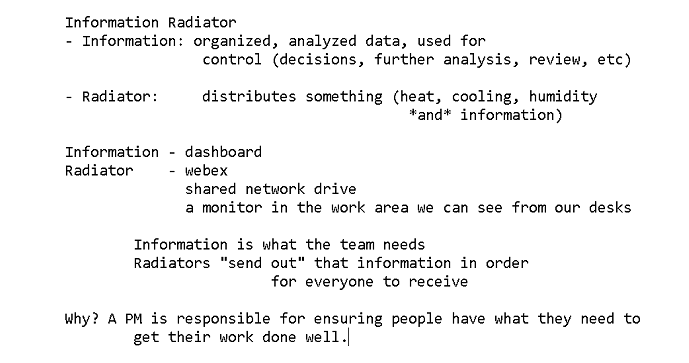 Information Radiator
- Information: organized, analyzed data, used for
control (decisions, further analysis, review, etc)
- Radiator: distributes something (heat, cooling, humidity
*and* information)
Information - dashboard
Radiator - webex
shared network drive
a monitor in the work area we can see from our desks
Information is what the team needs
Radiators "send out" that information in order
for everyone to receive
Why? A PM is responsible for ensuring people have what they need to
get their work done well.